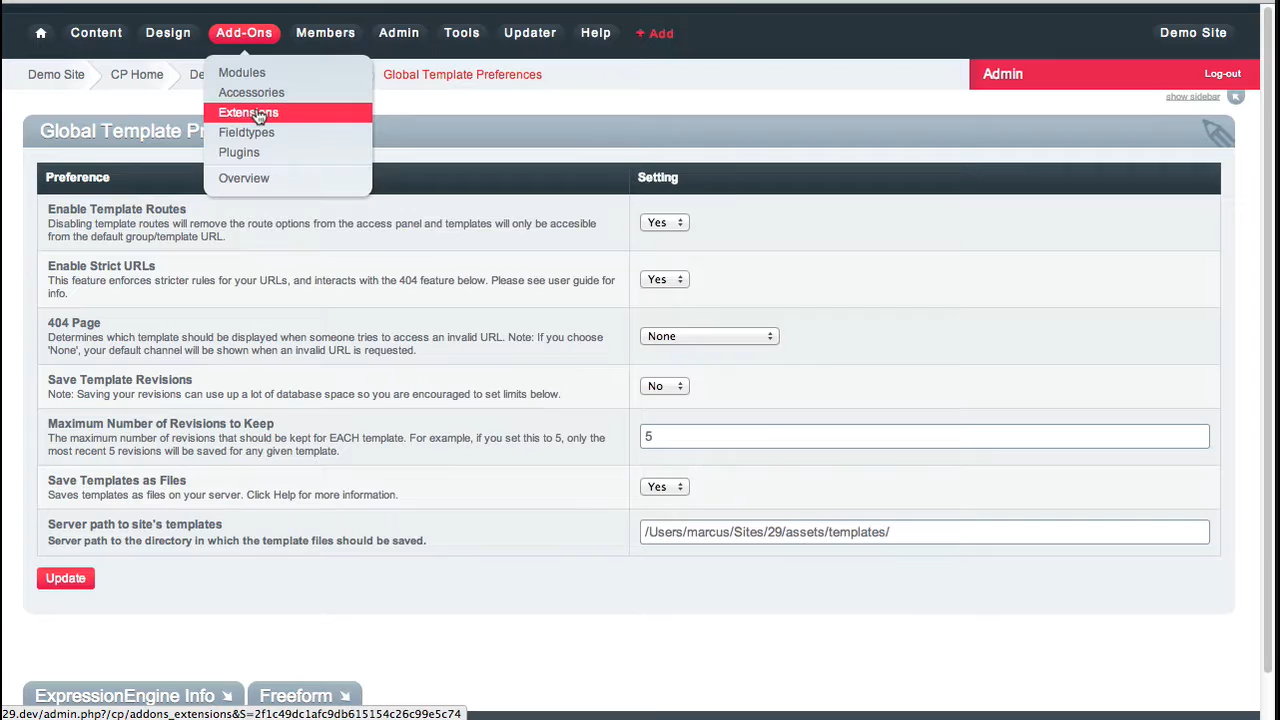 Content Design Add-Ons Members Admin Tools Updater Help + Add Demo Site
Demo Site CP Home De Global Template Preferences Admin Log-out
show sidebar
Modules
Accessories
Extensions
Fieldtypes
Plugins
Overview
Global Template Pr
Preference Setting
Enable Template Routes
Disabling template routes will remove the route options from the access panel and templates will only be accesible
from the default group/template URL.
Yes
Enable Strict URLs
This feature enforces stricter rules for your URLs, and interacts with the 404 feature below. Please see user guide for
info.
Yes
404 Page
Determines which template should be displayed when someone tries to access an invalid URL. Note: If you choose
'None', your default channel will be shown when an invalid URL is requested.
None
Save Template Revisions
Note: Saving your revisions can use up a lot of database space so you are encouraged to set limits below.
No
Maximum Number of Revisions to Keep
The maximum number of revisions that should be kept for EACH template. For example, if you set this to 5, only the
most recent 5 revisions will be saved for any given template.
5
Save Templates as Files
Saves templates as files on your server. Click Help for more information.
Yes
Server path to site's templates
Server path to the directory in which the template files should be saved.
/Users/marcus/Sites/29/assets/templates/
Update
ExpressionEngine Info Freeform
29.dev/admin.php?/cp/addons_extensions&S=2f1c49dc1afc9db615154c26c99e5c74